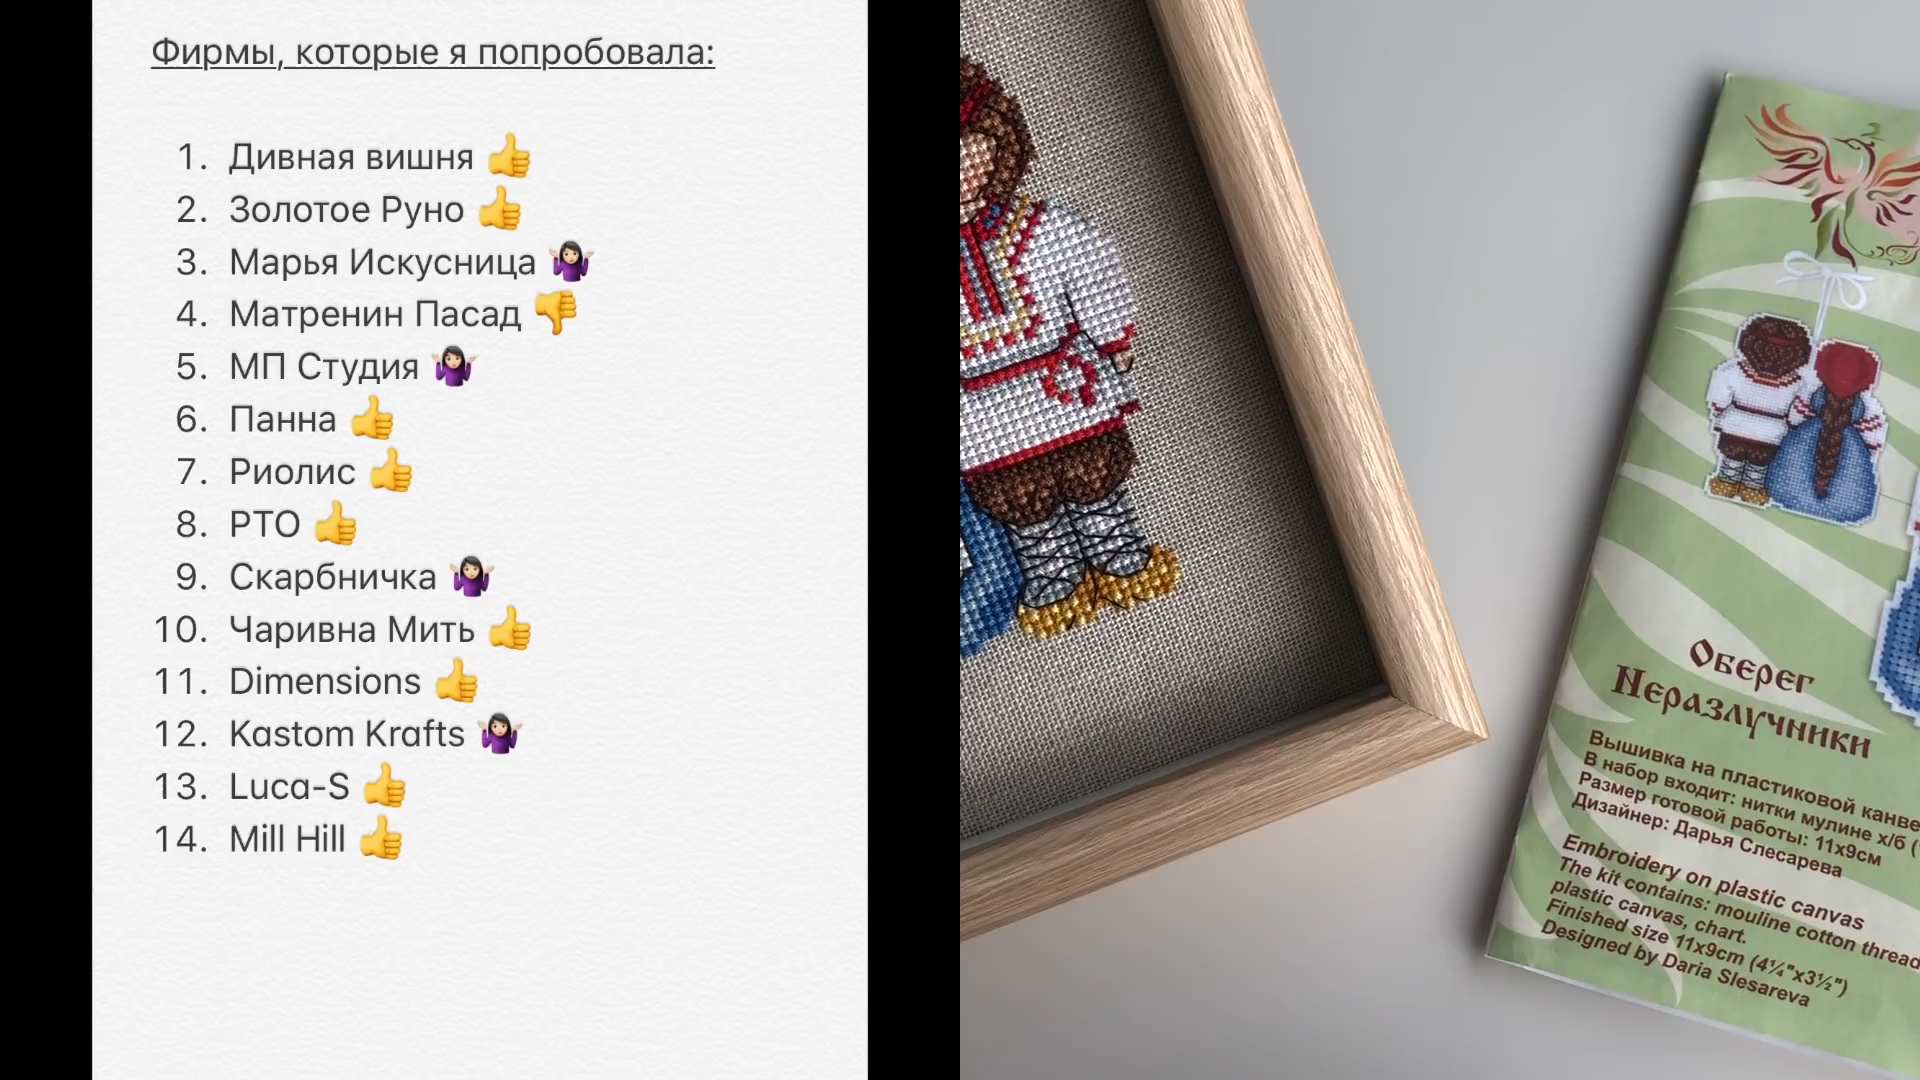 Фирмы, которые я попробовала:
1. Дивная вишня 👍
2. Золотое Руно 👍
3. Марья Искусница 🤷🏻‍♀️
4. Матренин Пасад 👎
5. МП Студия 🤷🏻‍♀️
6. Панна 👍
7. Риолис 👍
8. РТО 👍
9. Скарбничка 🤷🏻‍♀️
10. Чаривна Мить 👍
11. Dimensions 👍
12. Kastom Krafts 🤷🏻‍♀️
13. Luca-S 👍
14. Mill Hill 👍
Оберег
Неразлучники
Вышивка на пластиковой канве
В набор входит: нитки мулине х/б (
Размер готовой работы: 11х9см
Дизайнер: Дарья Слесарева
Embroidery on plastic canvas
The kit contains: mouline cotton thread
plastic canvas, chart.
Finished size 11x9cm (4¼"x3½")
Designed by Daria Slesareva